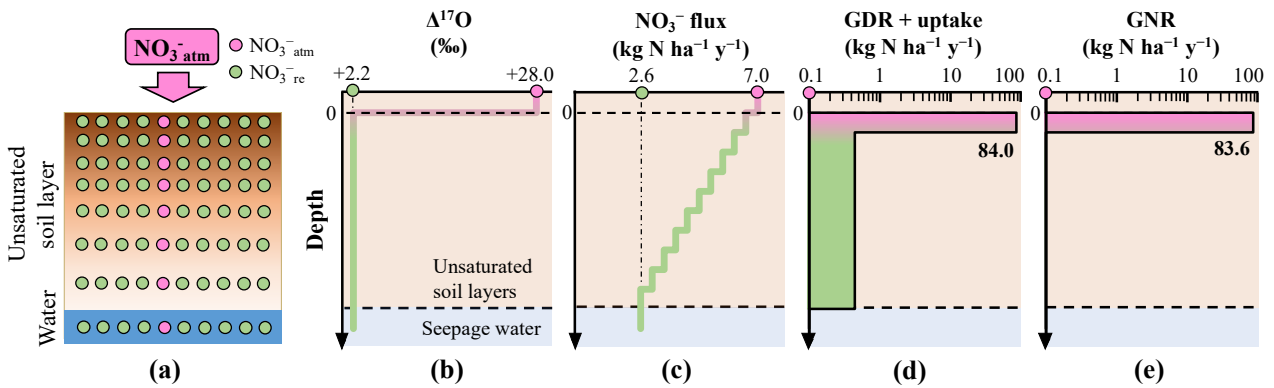 NO₃⁻atm
NO₃⁻atm
NO₃⁻re
Unsaturated
soil layer
Water
(a)
Δ¹⁷O
(‰)
+2.2
+28.0
0
Depth
Unsaturated
soil layers
Seepage water
(b)
NO₃⁻ flux
(kg N ha⁻¹ y⁻¹)
2.6
7.0
0
(c)
GDR + uptake
(kg N ha⁻¹ y⁻¹)
0.1
1
10
100
0
84.0
(d)
GNR
(kg N ha⁻¹ y⁻¹)
0.1
1
10
100
0
83.6
(e)